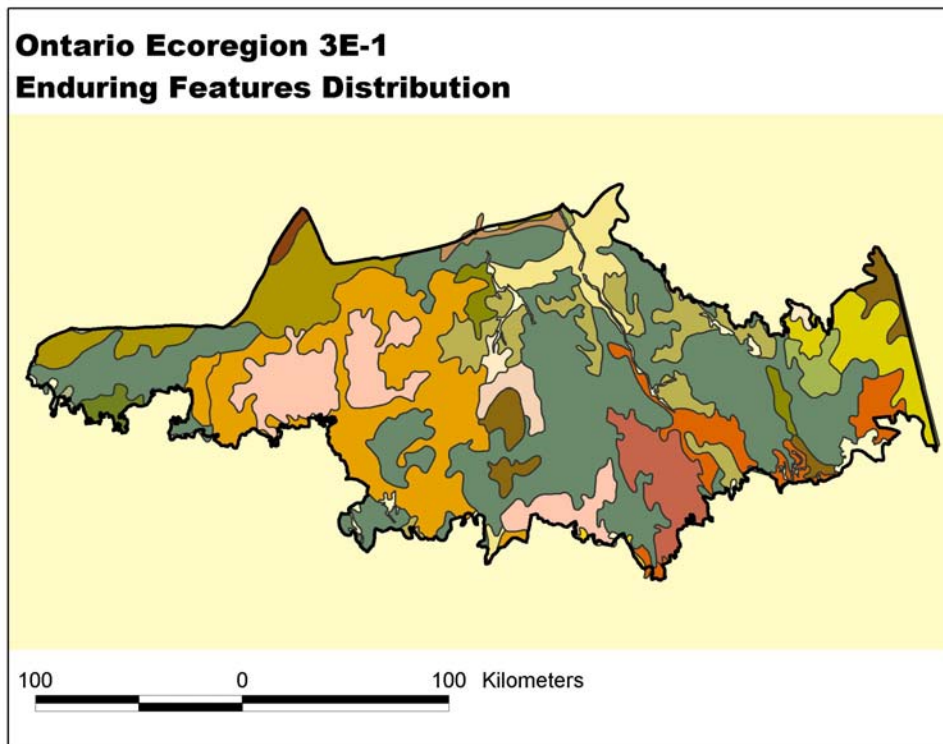 Ontario Ecoregion 3E-1
Enduring Features Distribution
100 0 100 Kilometers